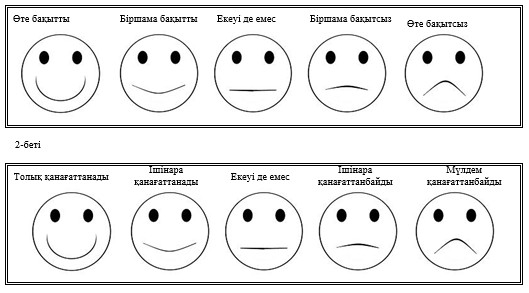 Өте бақытты Біршама бақытты Екеуі де емес Біршама бақытсыз Өте бақытсыз
2-беті
Толық қанағаттанады Ішінара қанағаттанады Екеуі де емес Ішінара қанағаттанбайды Мүлдем қанағаттанбайды